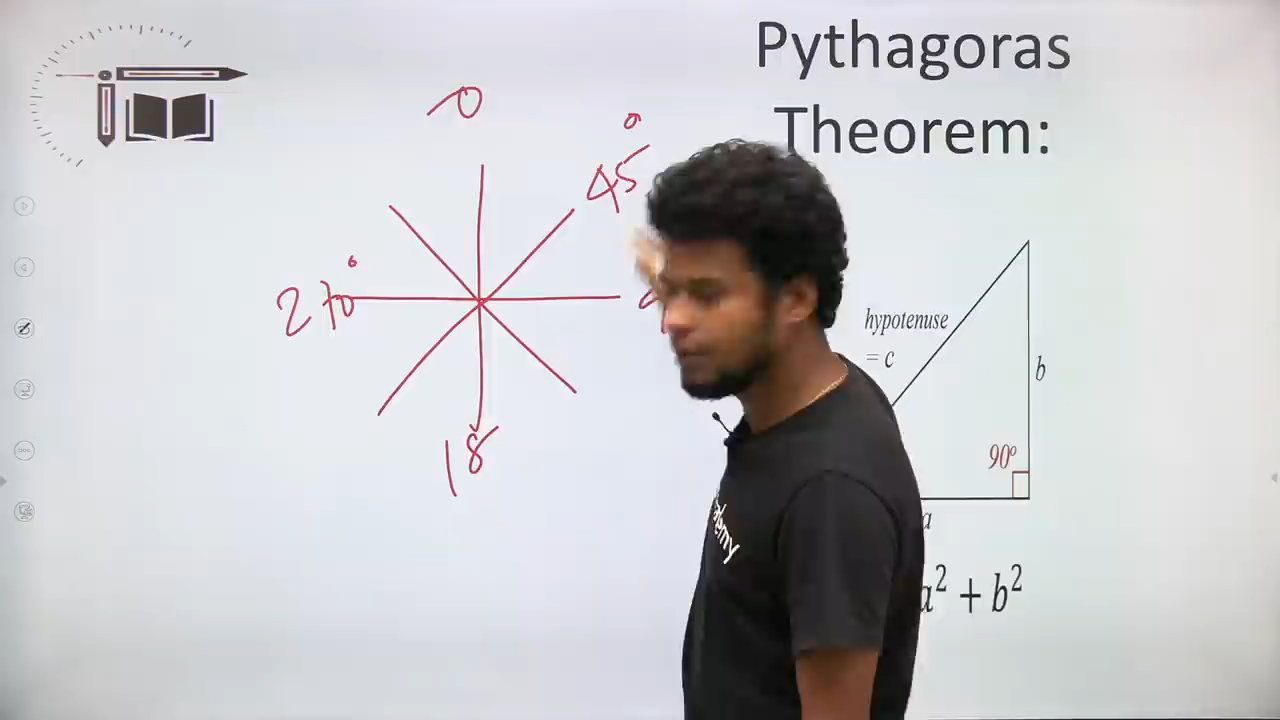 Pythagoras
Theorem:
0
45°
270°
18
hypotenuse
= c
b
90°
a
a² + b²